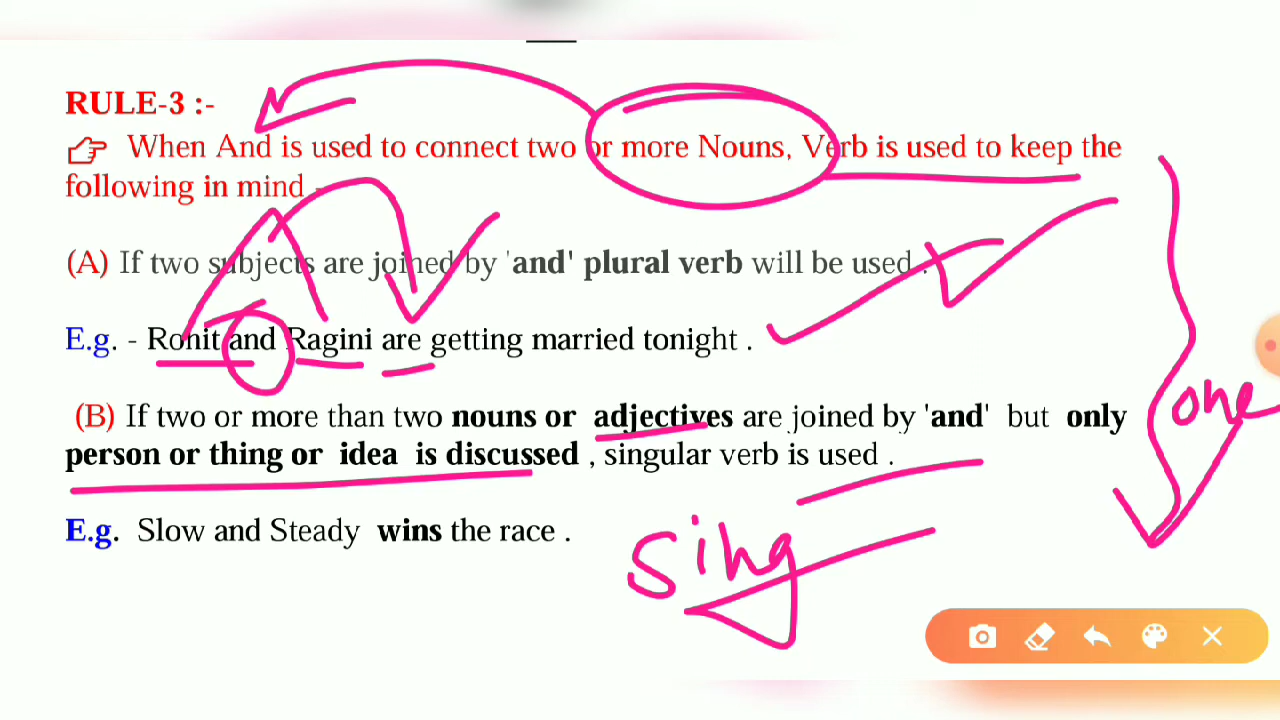 RULE-3 :-
When And is used to connect two or more Nouns, Verb is used to keep the
following in mind -
(A) If two subjects are joined by 'and' plural verb will be used .
E.g. - Rohit and Ragini are getting married tonight .
(B) If two or more than two nouns or adjectives are joined by 'and' but only
one
person or thing or idea is discussed , singular verb is used .
E.g. Slow and Steady wins the race .
sing